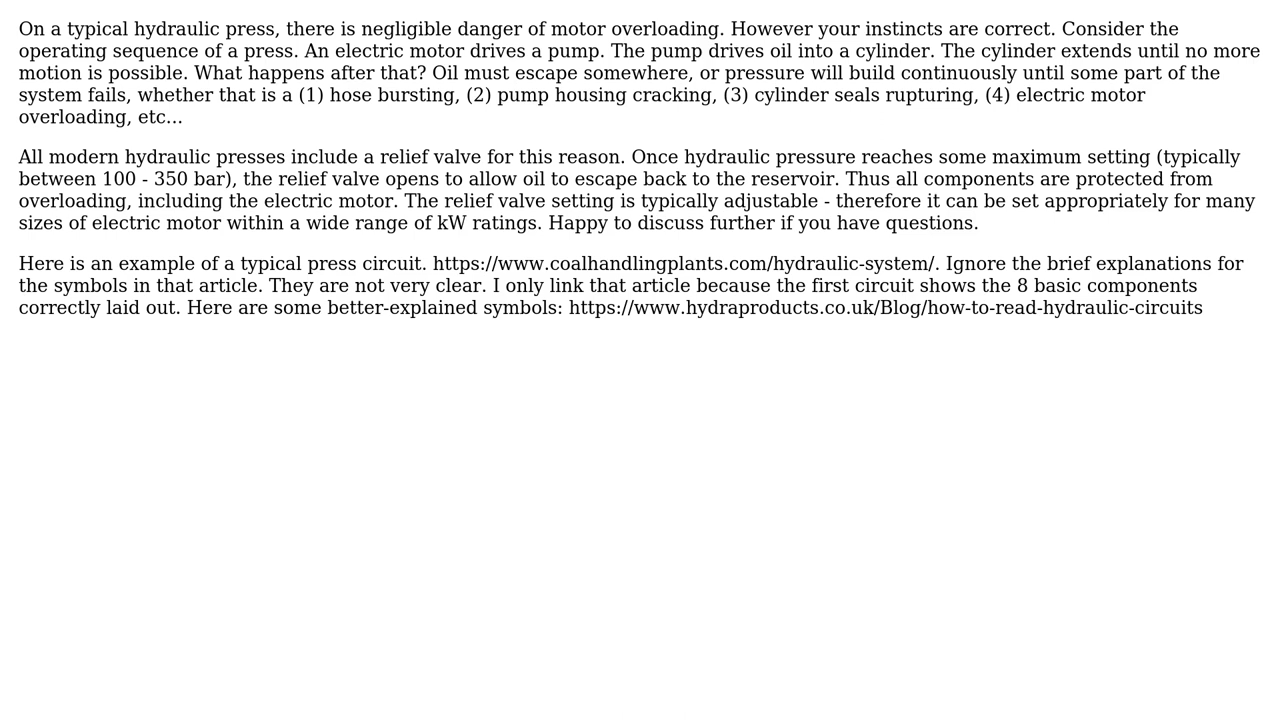 On a typical hydraulic press, there is negligible danger of motor overloading. However your instincts are correct. Consider the
operating sequence of a press. An electric motor drives a pump. The pump drives oil into a cylinder. The cylinder extends until no more
motion is possible. What happens after that? Oil must escape somewhere, or pressure will build continuously until some part of the
system fails, whether that is a (1) hose bursting, (2) pump housing cracking, (3) cylinder seals rupturing, (4) electric motor
overloading, etc...
All modern hydraulic presses include a relief valve for this reason. Once hydraulic pressure reaches some maximum setting (typically
between 100 - 350 bar), the relief valve opens to allow oil to escape back to the reservoir. Thus all components are protected from
overloading, including the electric motor. The relief valve setting is typically adjustable - therefore it can be set appropriately for many
sizes of electric motor within a wide range of kW ratings. Happy to discuss further if you have questions.
Here is an example of a typical press circuit. https://www.coalhandlingplants.com/hydraulic-system/. Ignore the brief explanations for
the symbols in that article. They are not very clear. I only link that article because the first circuit shows the 8 basic components
correctly laid out. Here are some better-explained symbols: https://www.hydraproducts.co.uk/Blog/how-to-read-hydraulic-circuits